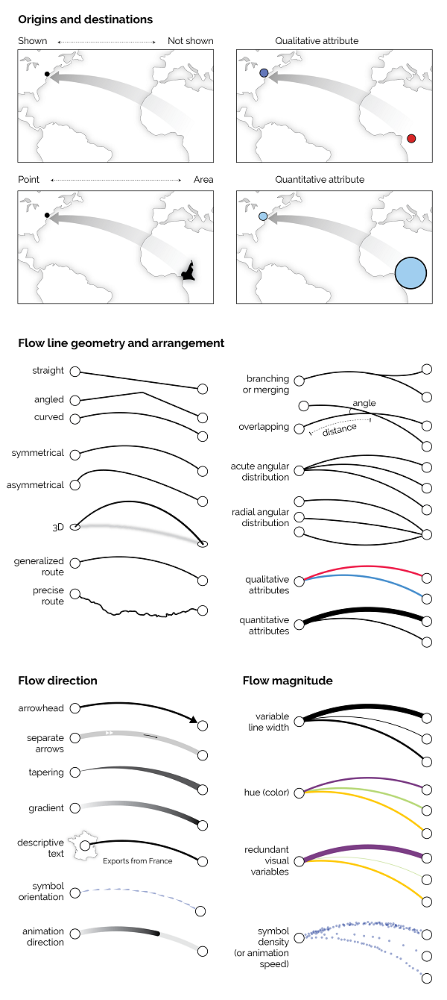 Origins and destinations
Shown
Not shown
Qualitative attribute
Point
Area
Quantitative attribute
Flow line geometry and arrangement
straight
angled
curved
symmetrical
asymmetrical
3D
generalized
route
precise
route
branching
or merging
angle
overlapping
distance
acute angular
distribution
radial angular
distribution
qualitative
attributes
quantitative
attributes
Flow direction
arrowhead
separate
arrows
tapering
gradient
descriptive
text
Exports from France
symbol
orientation
animation
direction
Flow magnitude
variable
line width
hue (color)
redundant
visual
variables
symbol
density
(or animation
speed)